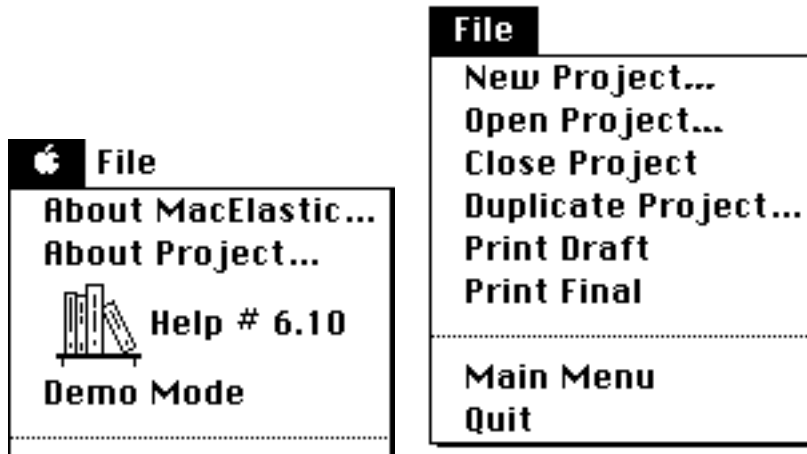 File
About MacElastic...
About Project...
Help # 6.10
Demo Mode
File
New Project...
Open Project...
Close Project
Duplicate Project...
Print Draft
Print Final
Main Menu
Quit